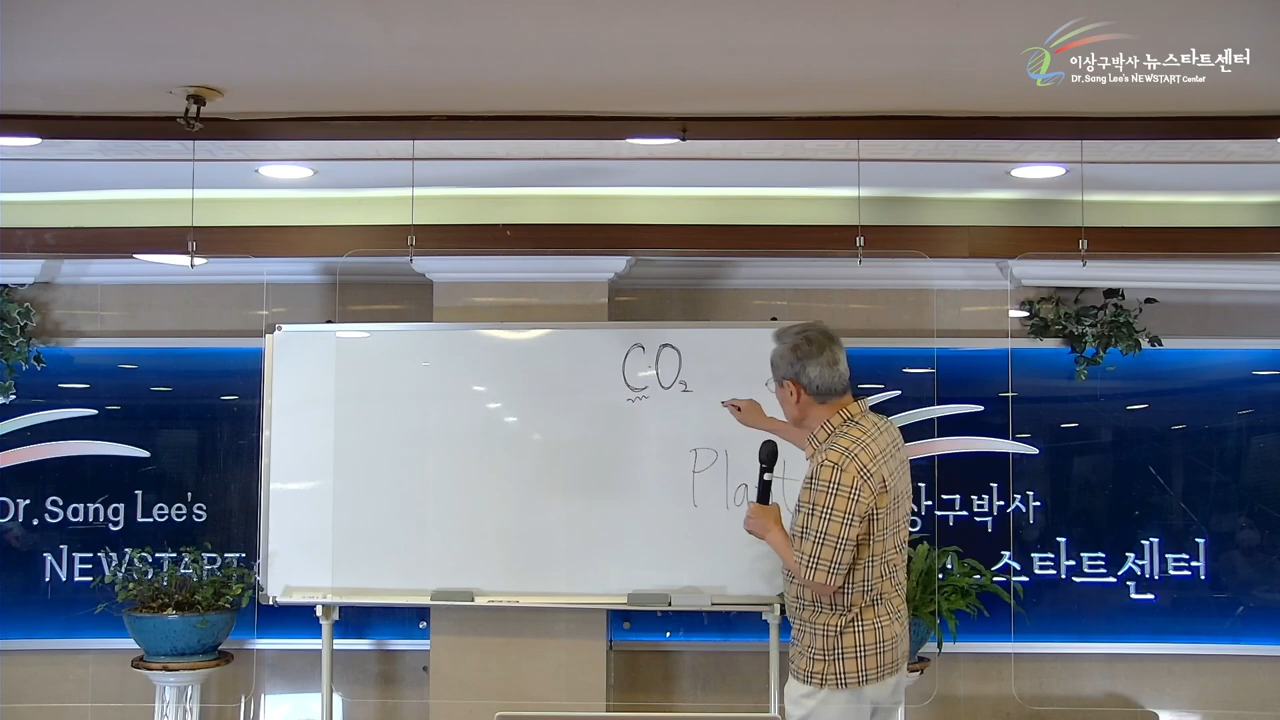 이상구박사 뉴스타트센터
Dr. Sang Lee's NEWSTART Center
CO₂
Plant
Dr. Sang Lee's
NEWSTART
상구박사
스타트센터